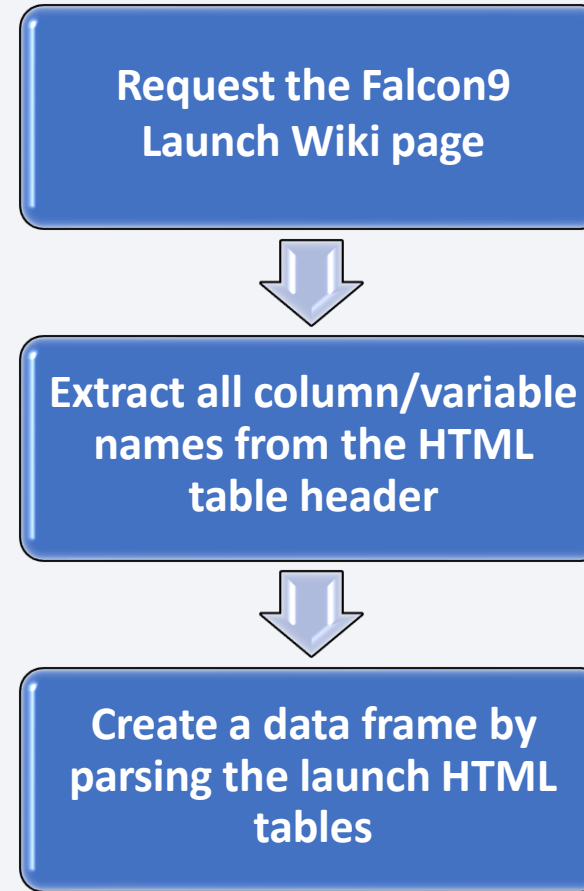 Request the Falcon9
Launch Wiki page
Extract all column/variable
names from the HTML
table header
Create a data frame by
parsing the launch HTML
tables